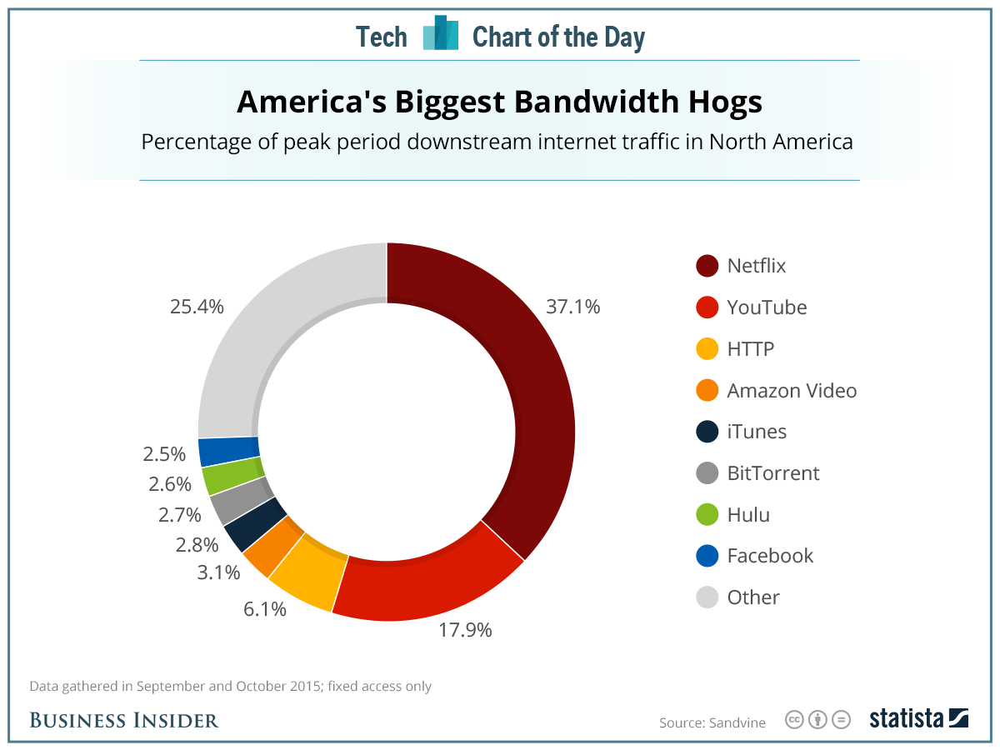 Tech Chart of the Day
America's Biggest Bandwidth Hogs
Percentage of peak period downstream internet traffic in North America
25.4%
37.1%
2.5%
2.6%
2.7%
2.8%
3.1%
6.1%
17.9%
Netflix
YouTube
HTTP
Amazon Video
iTunes
BitTorrent
Hulu
Facebook
Other
Data gathered in September and October 2015; fixed access only
BUSINESS INSIDER
Source: Sandvine
cc
statista